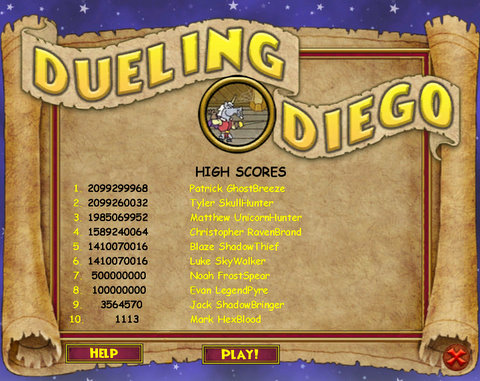 DUELING
DIEGO
HIGH SCORES
1. 2099299968 Patrick GhostBreeze
2. 2099260032 Tyler SkullHunter
3. 1985069952 Matthew UnicornHunter
4. 1589240064 Christopher RavenBrand
5. 1410070016 Blaze ShadowThief
6. 1410070016 Luke SkyWalker
7. 500000000 Noah FrostSpear
8. 100000000 Evan LegendPyre
9. 3564570 Jack ShadowBringer
10. 1113 Mark HexBlood
HELP PLAY!